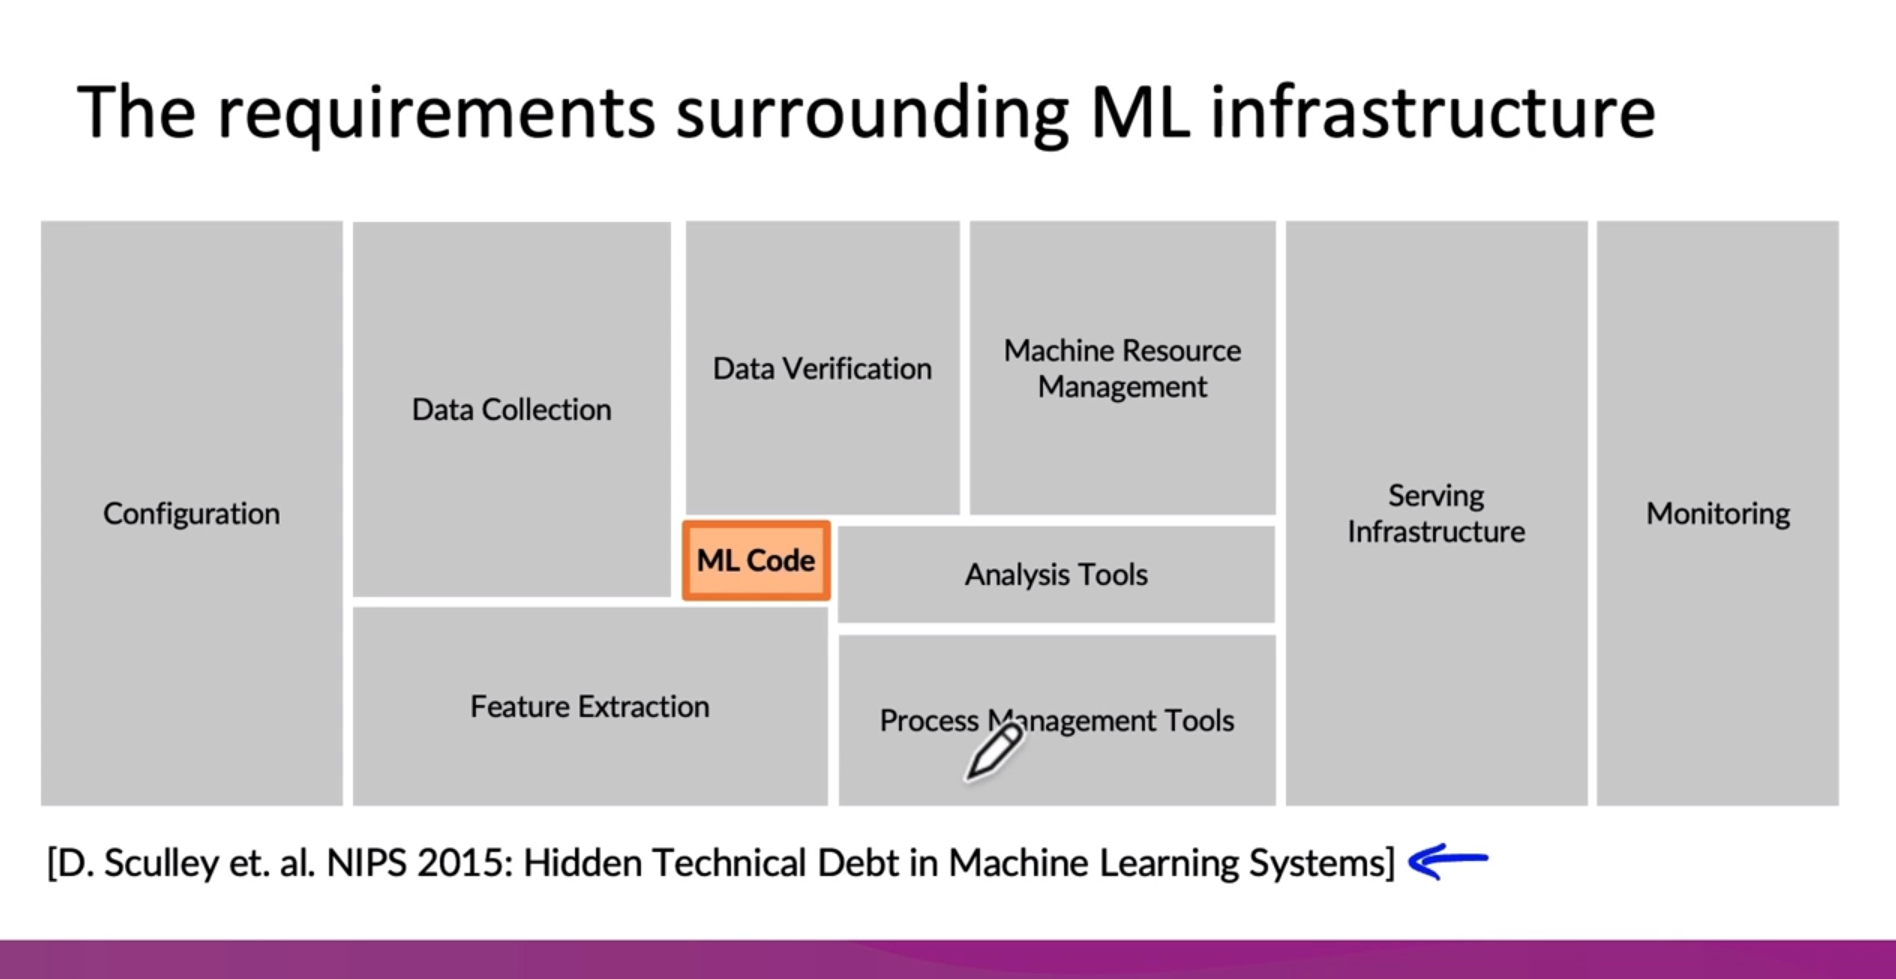 The requirements surrounding ML infrastructure
Configuration
Data Collection
Data Verification
Machine Resource
Management
ML Code
Analysis Tools
Feature Extraction
Process Management Tools
Serving
Infrastructure
Monitoring
[D. Sculley et. al. NIPS 2015: Hidden Technical Debt in Machine Learning Systems]